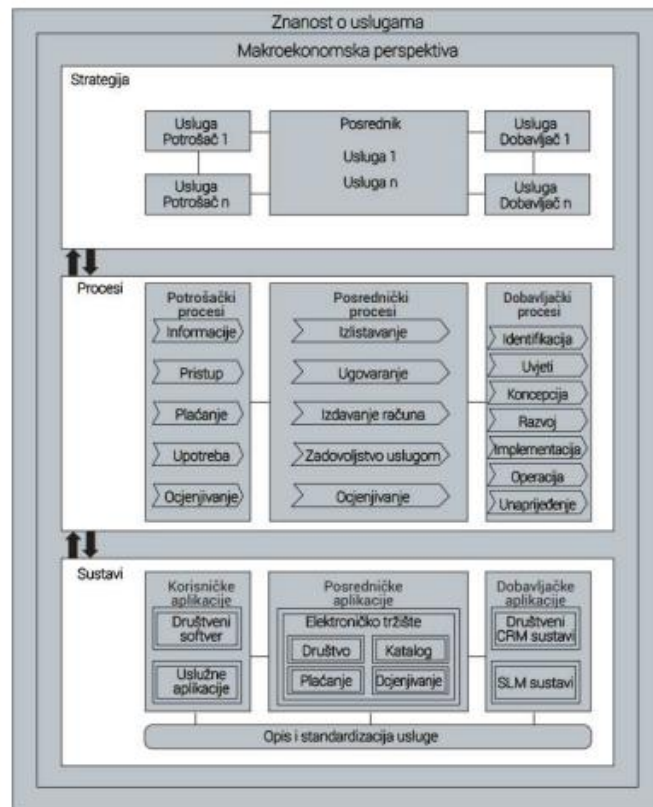 Znanost o uslugama
Makroekonomska perspektiva
Strategija
Usluga
Potrošač 1
Usluga
Potrošač n
Posrednik
Usluga 1
Usluga n
Usluga
Dobavljač 1
Usluga
Dobavljač n
Procesi
Potrošački
procesi
Informacije
Pristup
Plaćanje
Upotreba
Ocjenjivanje
Posrednički
procesi
Izlistavanje
Ugovaranje
Izdavanje računa
Zadovoljstvo uslugom
Ocjenjivanje
Dobavljački
procesi
Identifikacija
Uvjeti
Koncepcija
Razvoj
Implementacija
Operacija
Unaprijeđenje
Sustavi
Korisničke
aplikacije
Društveni
softver
Uslužne
aplikacije
Posredničke
aplikacije
Elektroničko tržište
Društvo
Katalog
Plaćanje
Ocjenjivanje
Dobavljačke
aplikacije
Društveni
CRM sustavi
SLM sustavi
Opis i standardizacija usluge